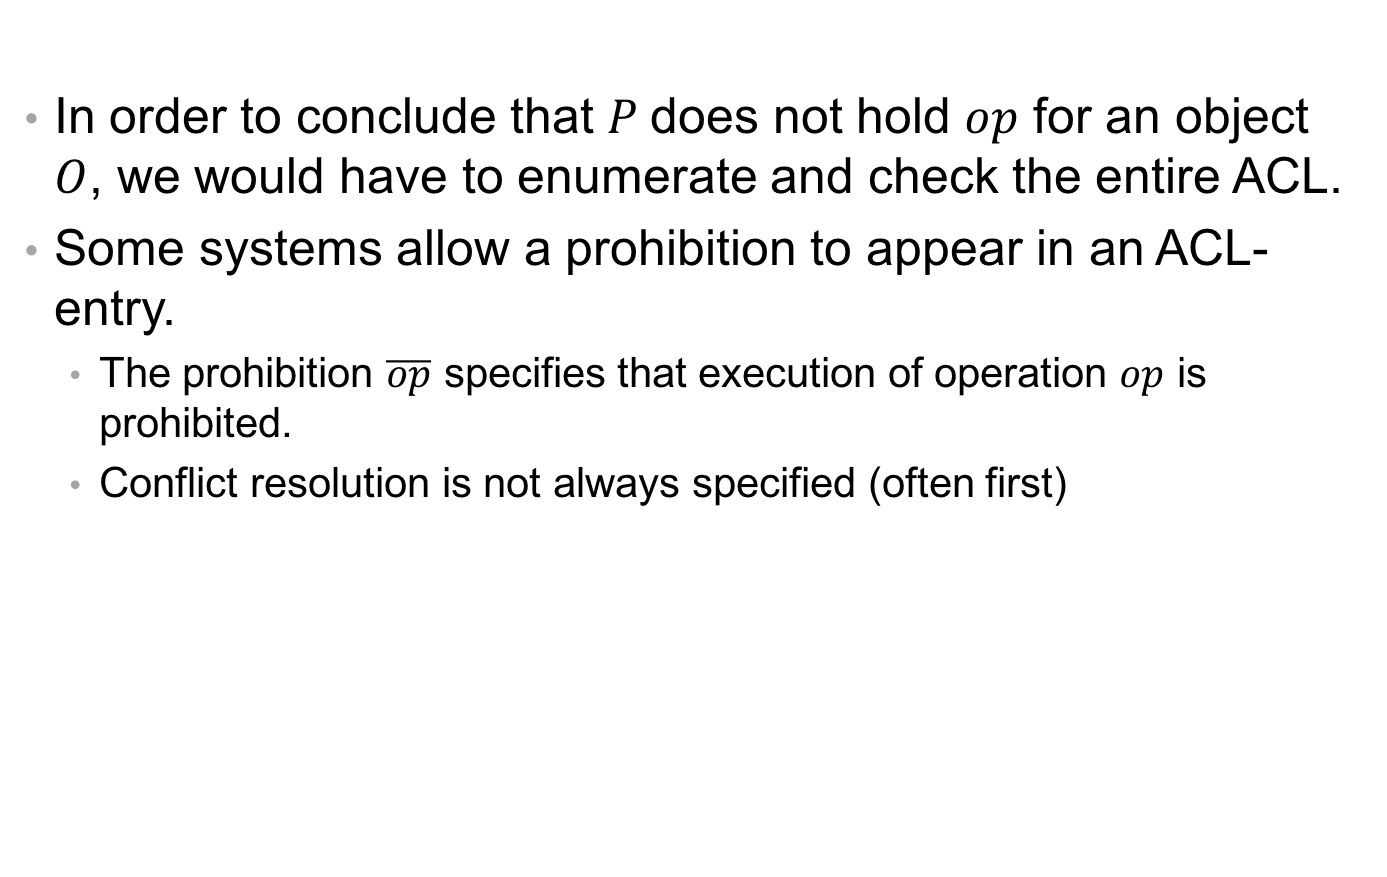 • In order to conclude that P does not hold op for an object
O, we would have to enumerate and check the entire ACL.
• Some systems allow a prohibition to appear in an ACL-
entry.
• The prohibition o̅p̅ specifies that execution of operation op is
prohibited.
• Conflict resolution is not always specified (often first)